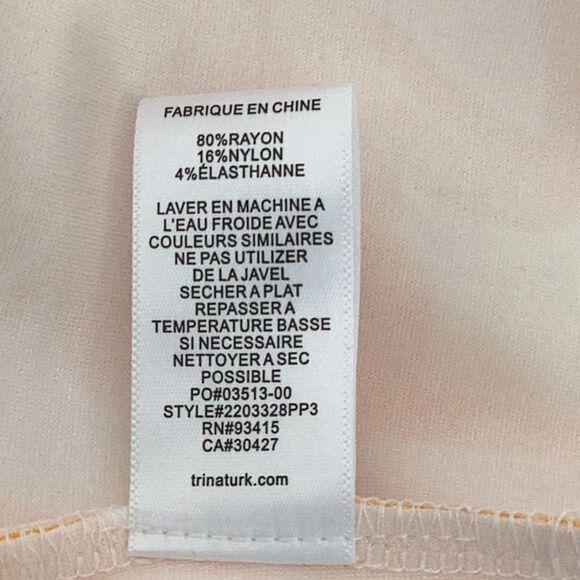 FABRIQUE EN CHINE
80%RAYON
16%NYLON
4%ÉLASTHANNE
LAVER EN MACHINE A
L'EAU FROIDE AVEC
COULEURS SIMILAIRES
NE PAS UTILIZER
DE LA JAVEL
SECHER A PLAT
REPASSER A
TEMPERATURE BASSE
SI NECESSAIRE
NETTOYER A SEC
POSSIBLE
PO#03513-00
STYLE#2203328PP3
RN#93415
CA#30427
trinaturk.com